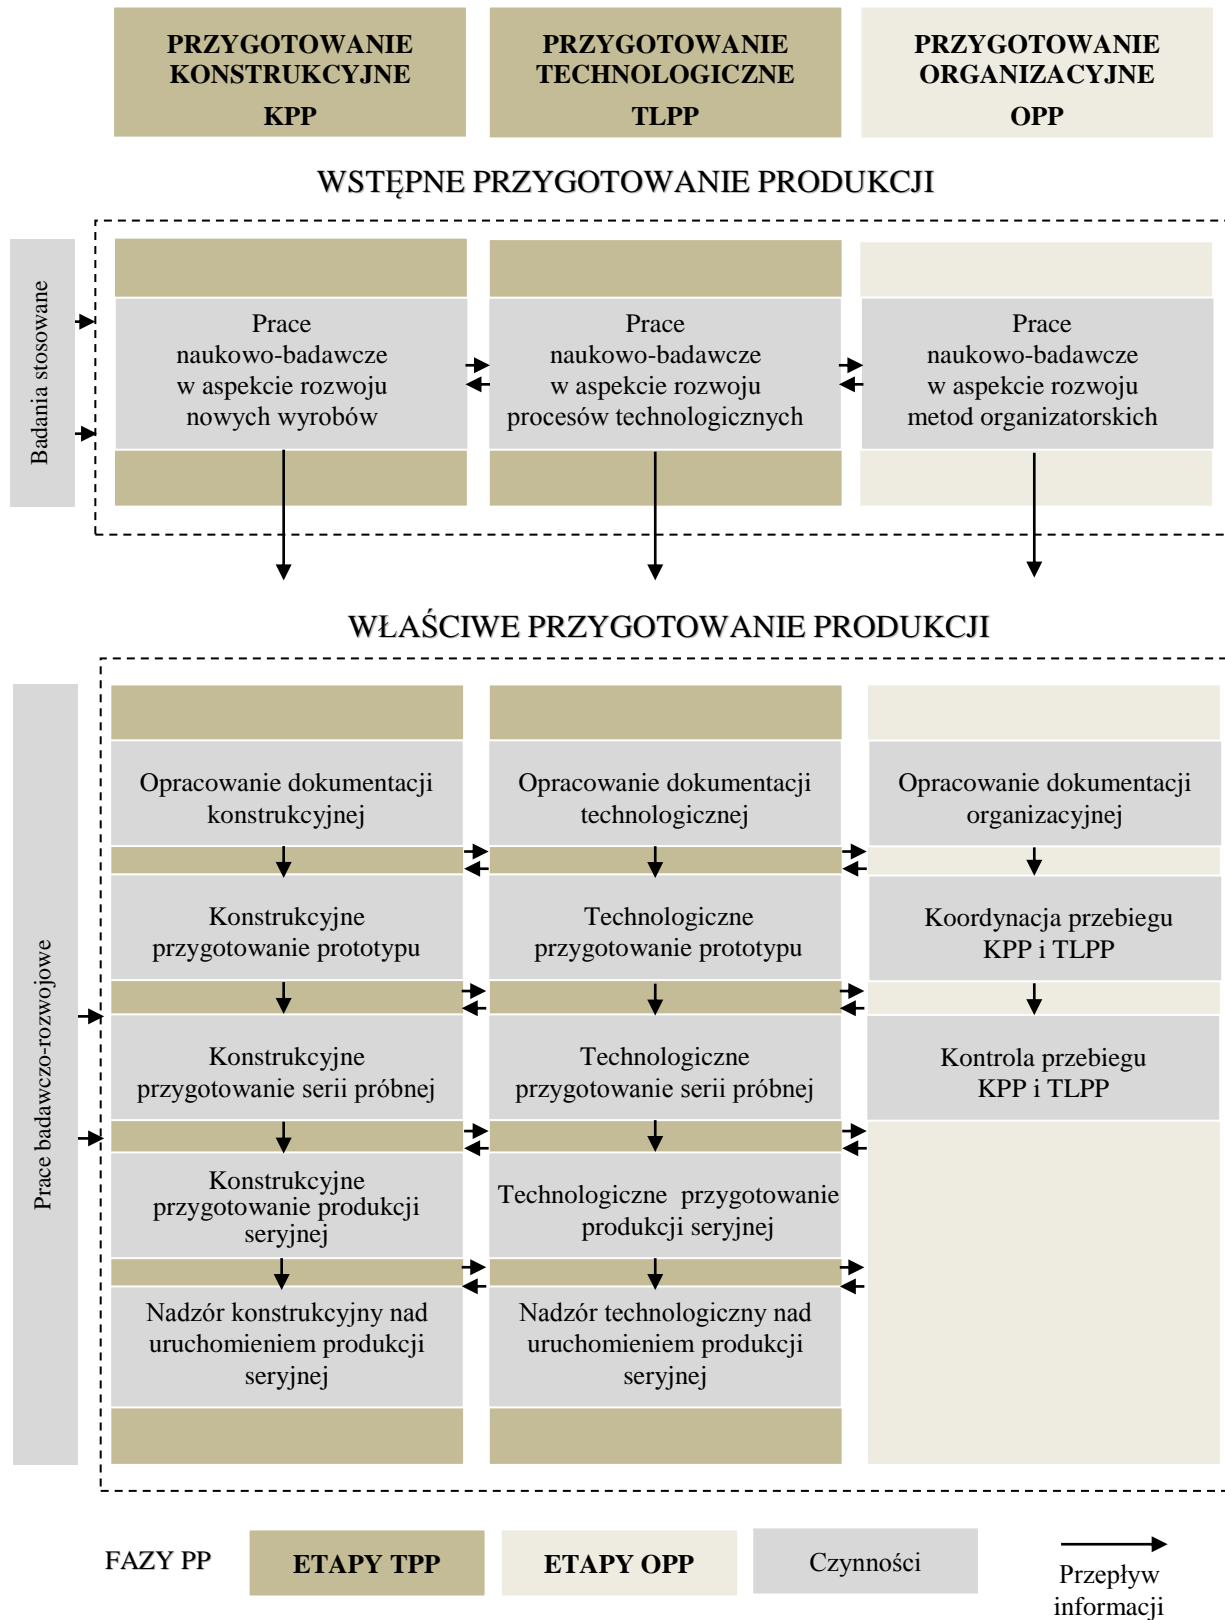 PRZYGOTOWANIE
KONSTRUKCYJNE
KPP
PRZYGOTOWANIE
TECHNOLOGICZNE
TLPP
PRZYGOTOWANIE
ORGANIZACYJNE
OPP
WSTĘPNE PRZYGOTOWANIE PRODUKCJI
Badania stosowane
Prace
naukowo-badawcze
w aspekcie rozwoju
nowych wyrobów
Prace
naukowo-badawcze
w aspekcie rozwoju
procesów technologicznych
Prace
naukowo-badawcze
w aspekcie rozwoju
metod organizatorskich
WŁAŚCIWE PRZYGOTOWANIE PRODUKCJI
Prace badawczo-rozwojowe
Opracowanie dokumentacji
konstrukcyjnej
Opracowanie dokumentacji
technologicznej
Opracowanie dokumentacji
organizacyjnej
Konstrukcyjne
przygotowanie prototypu
Technologiczne
przygotowanie prototypu
Koordynacja przebiegu
KPP i TLPP
Konstrukcyjne
przygotowanie serii próbnej
Technologiczne
przygotowanie serii próbnej
Kontrola przebiegu
KPP i TLPP
Konstrukcyjne
przygotowanie produkcji
seryjnej
Technologiczne przygotowanie
produkcji seryjnej
Nadzór konstrukcyjny nad
uruchomieniem produkcji
seryjnej
Nadzór technologiczny nad
uruchomieniem produkcji
seryjnej
FAZY PP
ETAPY TPP
ETAPY OPP
Czynności
Przepływ
informacji